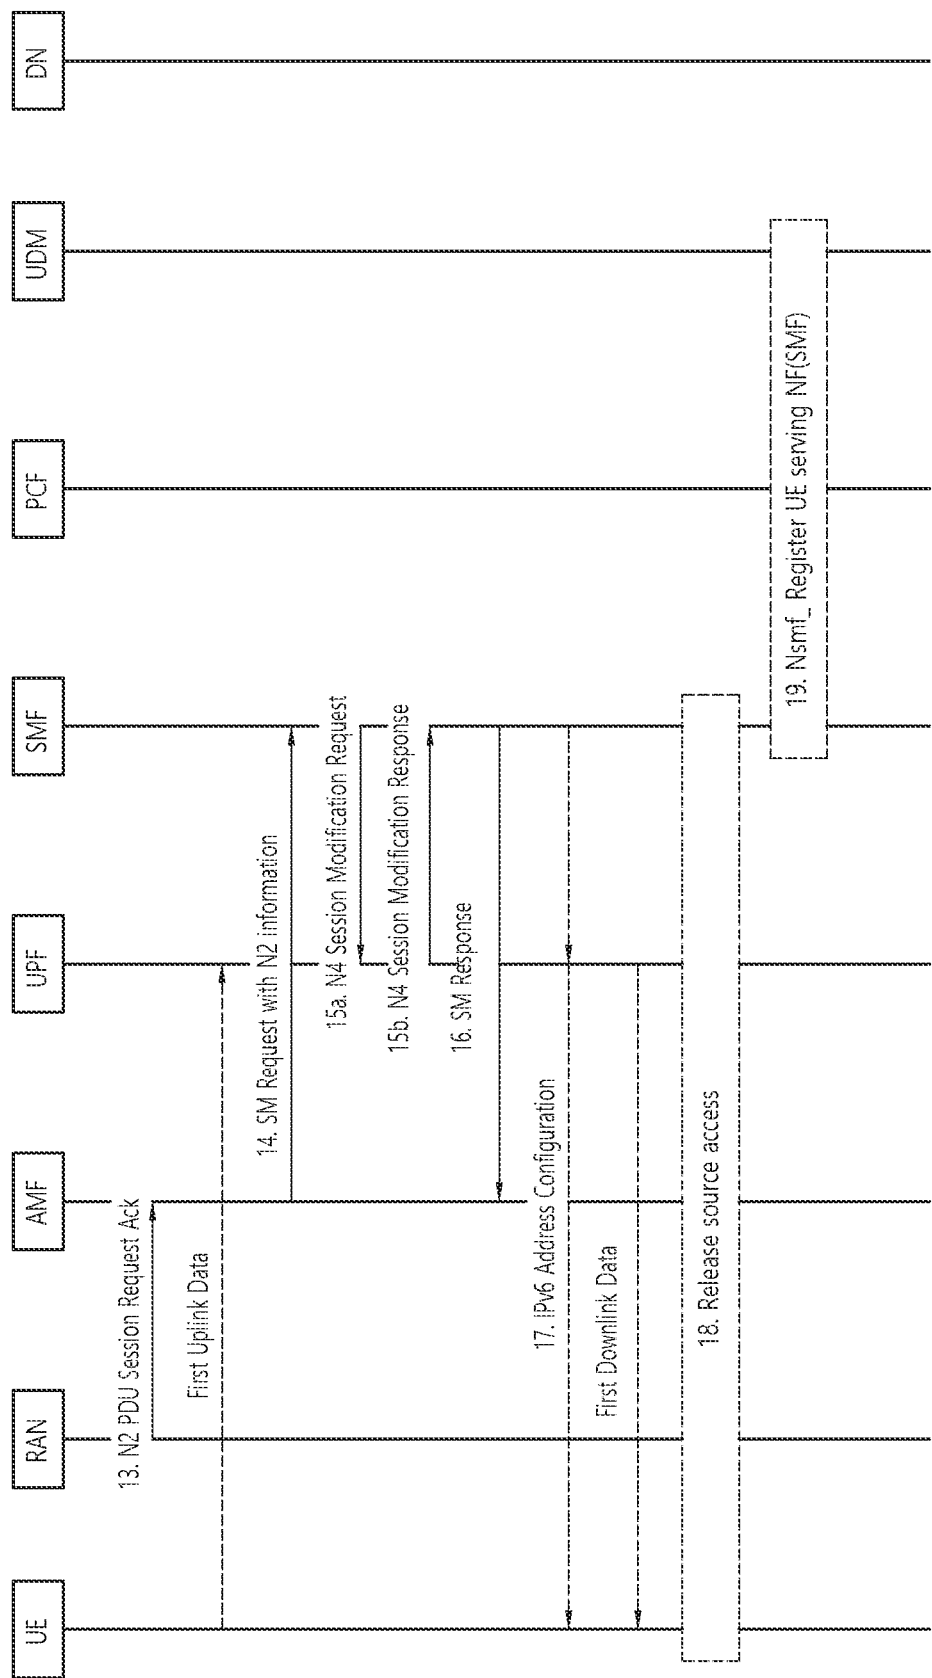 UE
RAN
AMF
UPF
SMF
PCF
UDM
DN
13. N2 PDU Session Request Ack
First Uplink Data
14. SM Request with N2 information
15a. N4 Session Modification Request
15b. N4 Session Modification Response
16. SM Response
17. IPv6 Address Configuration
First Downlink Data
18. Release source access
19. Nsmf_ Register UE serving NF(SMF)